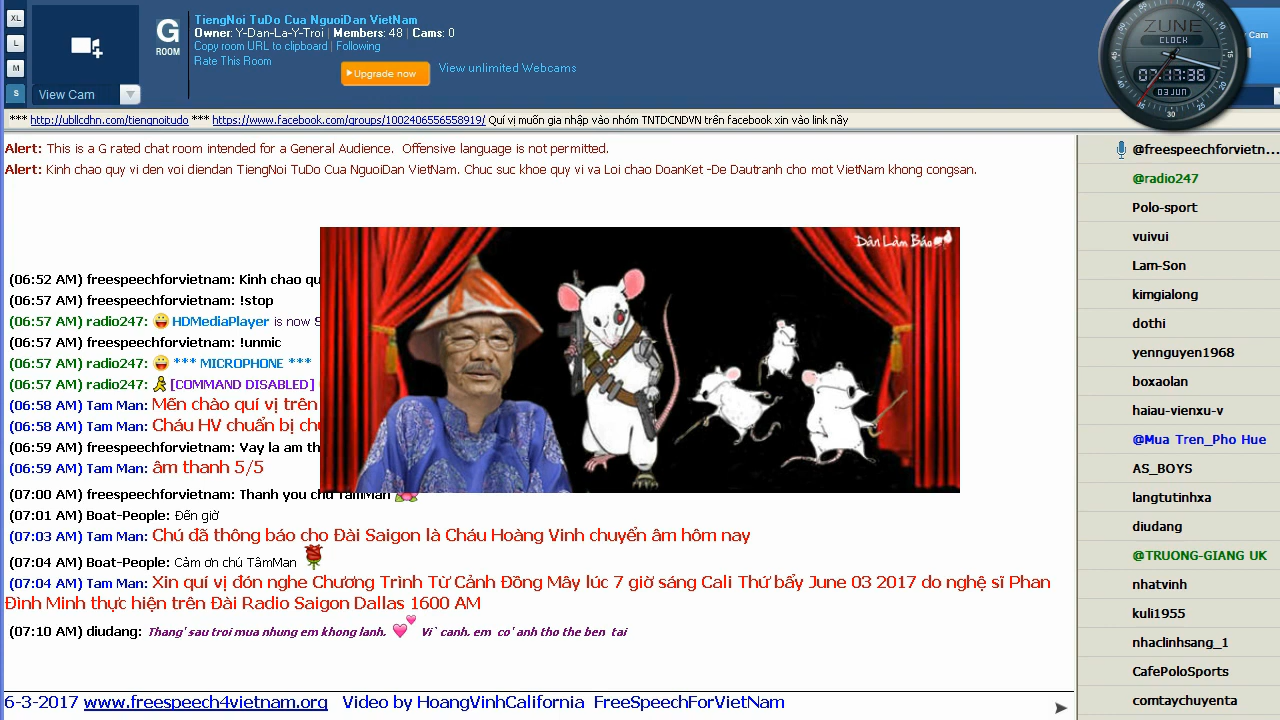 XL
L
M
S
View Cam
G
ROOM
TiengNoi TuDo Cua NguoiDan VietNam
Owner: Y-Dan-La-Y-Troi | Members: 48 | Cams: 0
Copy room URL to clipboard | Following
Rate This Room
Upgrade now
View unlimited Webcams
ZUNE
CLOCK
07:17:36
03 JUN
Cam
*** http://ubllcdhn.com/tiengnoitudo *** https://www.facebook.com/groups/1002406556558919/ Quí vị muốn gia nhập vào nhóm TNTDCNDVN trên facebook xin vào link nầy
Alert: This is a G rated chat room intended for a General Audience. Offensive language is not permitted.
Alert: Kinh chao quy vi den voi diendan TiengNoi TuDo Cua NguoiDan VietNam. Chuc suc khoe quy vi va Loi chao DoanKet -De Dautranh cho mot VietNam khong congsan.
Dân Làm Báo
(06:52 AM) freespeechforvietnam: Kinh chao qu
(06:57 AM) freespeechforvietnam: !stop
(06:57 AM) radio247: HDMediaPlayer is now S
(06:57 AM) freespeechforvietnam: !unmic
(06:57 AM) radio247: *** MICROPHONE ***
(06:57 AM) radio247: [COMMAND DISABLED]
(06:58 AM) Tam Man: Mến chào quí vị trên
(06:58 AM) Tam Man: Cháu HV chuẩn bị chu
(06:59 AM) freespeechforvietnam: Vay la am th
(06:59 AM) Tam Man: âm thanh 5/5
(07:00 AM) freespeechforvietnam: Thank you chu TamMan
(07:01 AM) Boat-People: Đến giờ
(07:03 AM) Tam Man: Chú đã thông báo cho Đài Saigon là Cháu Hoàng Vinh chuyển âm hôm nay
(07:04 AM) Boat-People: Cảm ơn chú TâmMan
(07:04 AM) Tam Man: Xin quí vị đón nghe Chương Trình Từ Cảnh Đồng Mây lúc 7 giờ sáng Cali Thứ bẩy June 03 2017 do nghệ sĩ Phan
Đình Minh thực hiện trên Đài Radio Saigon Dallas 1600 AM
(07:10 AM) diudang: Thang' sau troi mua nhung em khong lanh. Vi` canh. em co' anh tho the ben tai
@freespeechforvietn...
@radio247
Polo-sport
vuivui
Lam-Son
kimgialong
dothi
yennguyen1968
boxaolan
haiau-vienxu-v
@Mua Tren_Pho Hue
AS_BOYS
langtutinhxa
diudang
@TRUONG-GIANG UK
nhatvinh
kuli1955
nhaclinhsang_1
CafePoloSports
comtaychuyenta
6-3-2017 www.freespeech4vietnam.org Video by HoangVinhCalifornia FreeSpeechForVietNam